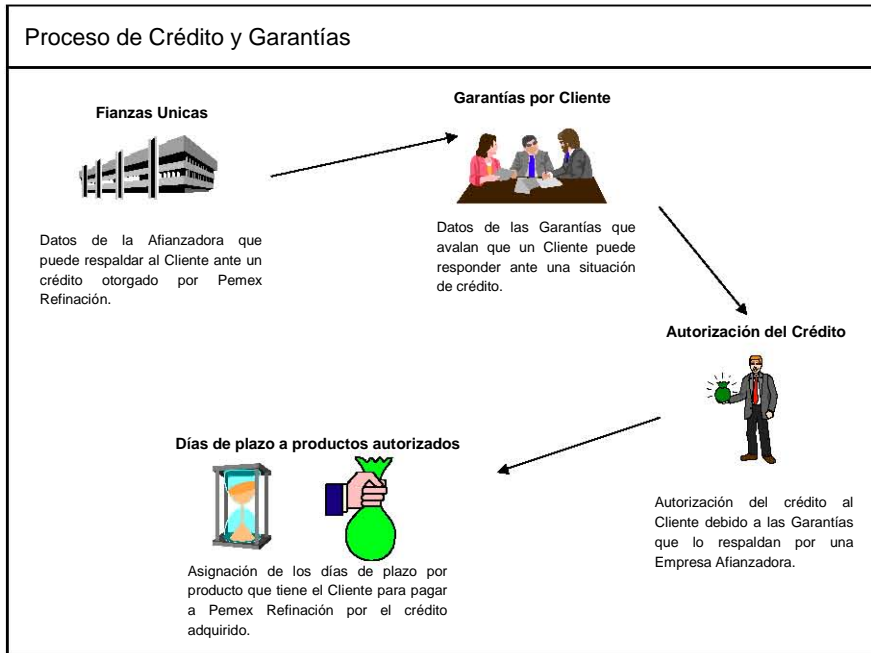 Proceso de Crédito y Garantías
Fianzas Unicas
Datos de la Afianzadora que
puede respaldar al Cliente ante un
crédito otorgado por Pemex
Refinación.
Garantías por Cliente
Datos de las Garantías que
avalan que un Cliente puede
responder ante una situación
de crédito.
Autorización del Crédito
Autorización del crédito al
Cliente debido a las Garantías
que lo respaldan por una
Empresa Afianzadora.
Días de plazo a productos autorizados
Asignación de los días de plazo por
producto que tiene el Cliente para pagar
a Pemex Refinación por el crédito
adquirido.